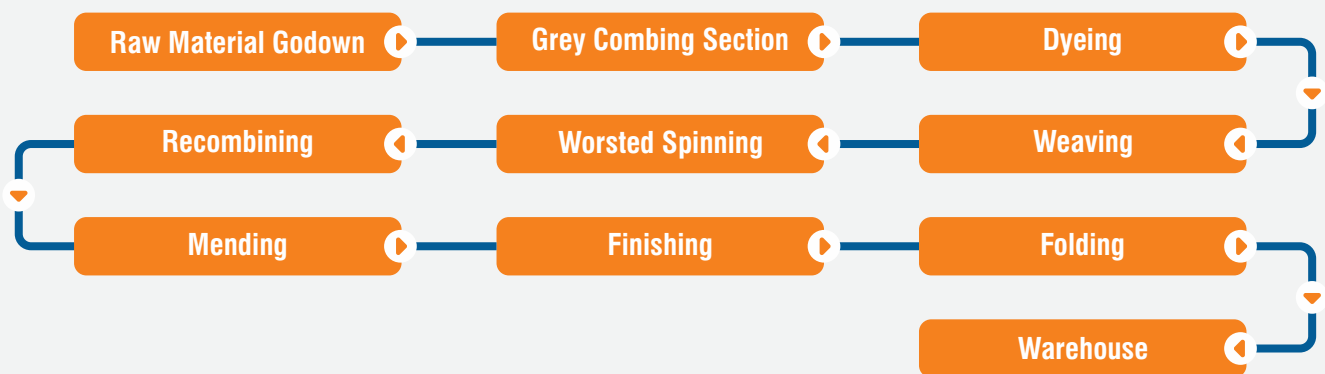 Raw Material Godown
Grey Combing Section
Dyeing
Weaving
Worsted Spinning
Recombining
Mending
Finishing
Folding
Warehouse